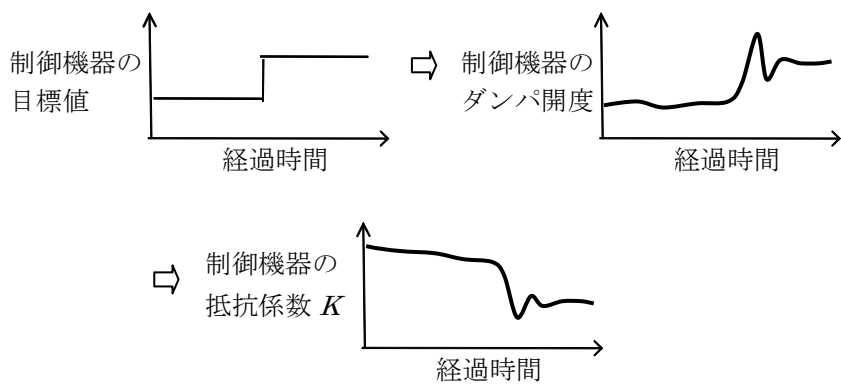 制御機器の
目標値
経過時間
制御機器の
ダンパ開度
経過時間
制御機器の
抵抗係数 K
経過時間